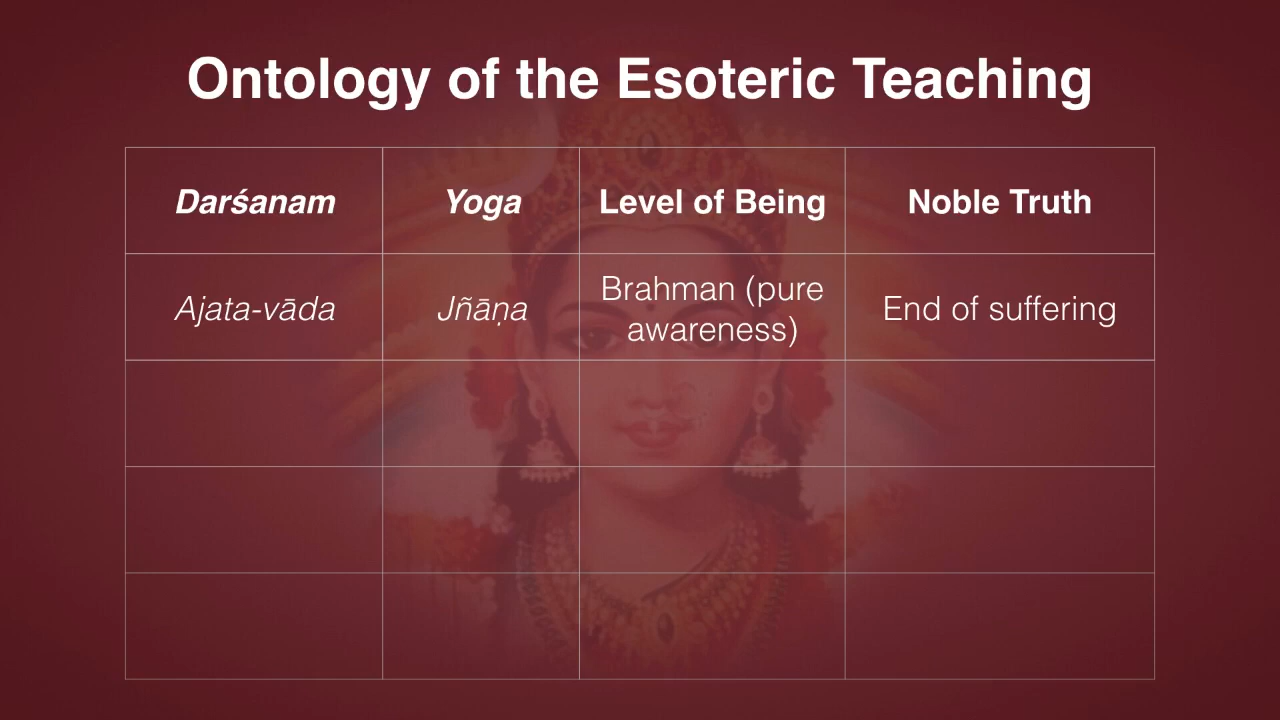 Ontology of the Esoteric Teaching
Darśanam Yoga Level of Being Noble Truth
Ajata-vāda Jñāṇa Brahman (pure awareness) End of suffering